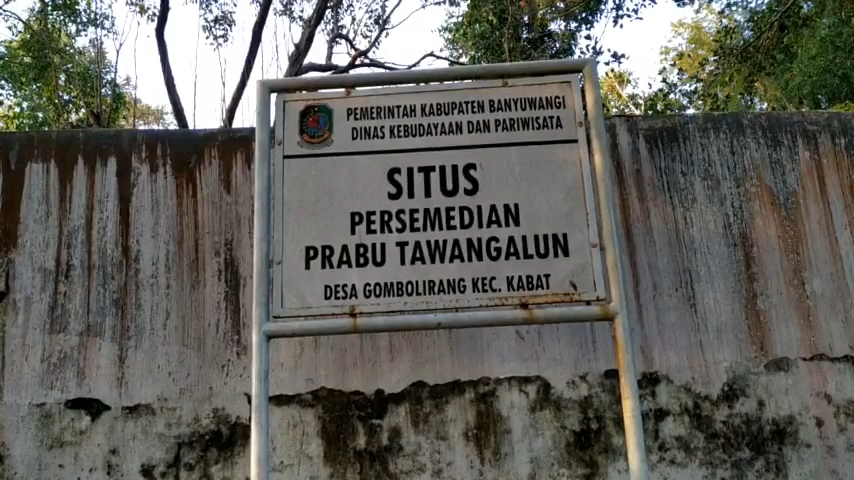 PEMERINTAH KABUPATEN BANYUWANGI
DINAS KEBUDAYAAN DAN PARIWISATA
SITUS
PERSEMEDIAN
PRABU TAWANGALUN
DESA GOMBOLIRANG KEC.KABAT